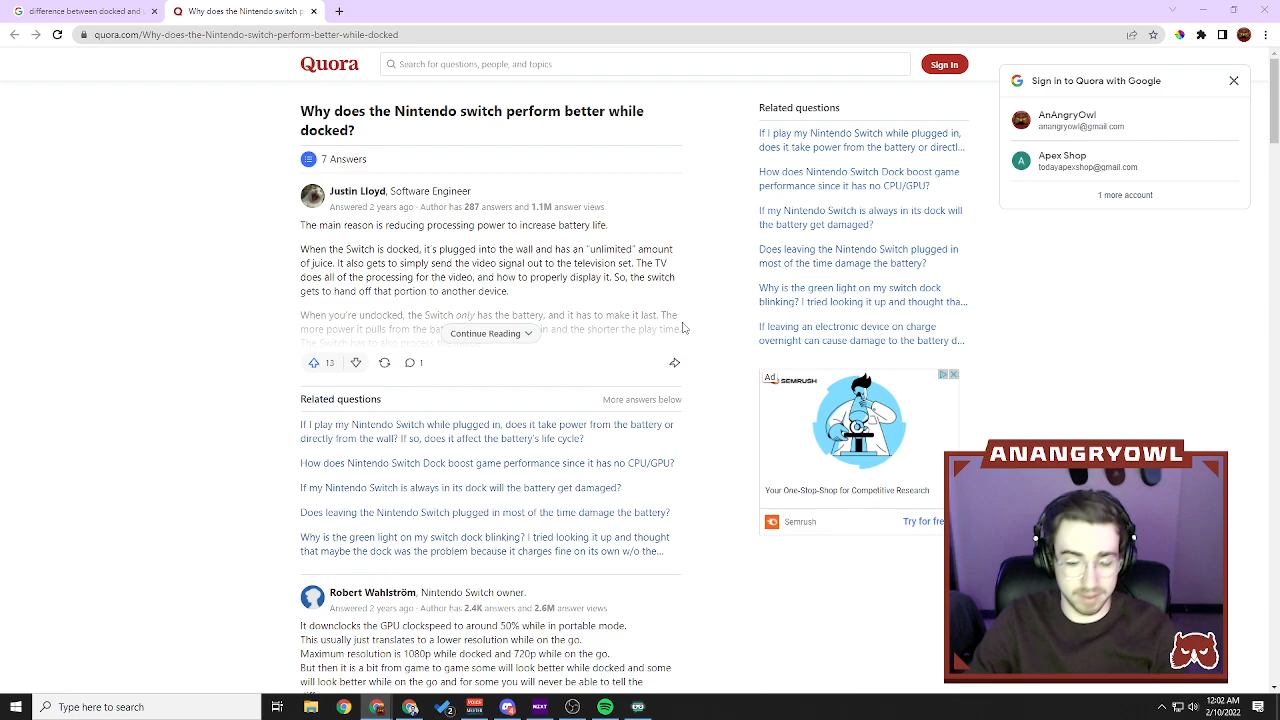 difference between docked and
Why does the Nintendo switch p
quora.com/Why-does-the-Nintendo-switch-perform-better-while-docked
Quora
Search for questions, people, and topics
Sign In
Sign in to Quora with Google
AnAngryOwl
anangryowl@gmail.com
Apex Shop
todayapexshop@gmail.com
1 more account
Why does the Nintendo switch perform better while
docked?
7 Answers
Justin Lloyd, Software Engineer
Answered 2 years ago · Author has 287 answers and 1.1M answer views
The main reason is reducing processing power to increase battery life.
When the Switch is docked, it's plugged into the wall and has an "unlimited" amount
of juice. It also gets to simply send the video signal out to the television set. The TV
does all of the processing for the video, and how to properly display it. So, the switch
gets to hand off that portion to another device.
When you're undocked, the Switch only has the battery, and it has to make it last. The
more power it pulls from the in and the shorter the play time.
The Switch has to also process the
Continue Reading
13
1
Related questions
More answers below
If I play my Nintendo Switch while plugged in, does it take power from the battery or
directly from the wall? If so, does it affect the battery's life cycle?
How does Nintendo Switch Dock boost game performance since it has no CPU/GPU?
If my Nintendo Switch is always in its dock will the battery get damaged?
Does leaving the Nintendo Switch plugged in most of the time damage the battery?
Why is the green light on my switch dock blinking? I tried looking it up and thought
that maybe the dock was the problem because it charges fine on its own w/o the...
Robert Wahlström, Nintendo Switch owner.
Answered 2 years ago · Author has 2.4K answers and 2.6M answer views
It downclocks the GPU clockspeed to around 50% while in portable mode.
This usually translates to a lower resolution while on the go.
Maximum resolution is 1080p while docked and 720p while on the go.
But then it is a bit from game to game some will look better while docked and some
will look better while on the go and for some you will never be able to tell the
Related questions
If I play my Nintendo Switch while plugged in,
does it take power from the battery or directl...
How does Nintendo Switch Dock boost game
performance since it has no CPU/GPU?
If my Nintendo Switch is always in its dock will
the battery get damaged?
Does leaving the Nintendo Switch plugged in
most of the time damage the battery?
Why is the green light on my switch dock
blinking? I tried looking it up and thought tha...
If leaving an electronic device on charge
overnight can cause damage to the battery d...
Ad
SEMRUSH
Your One-Stop-Shop for Competitive Research
Semrush
Try for fre
ANANGRYOWL
Type here to search
2
NZXT
12:02 AM
2/10/2022